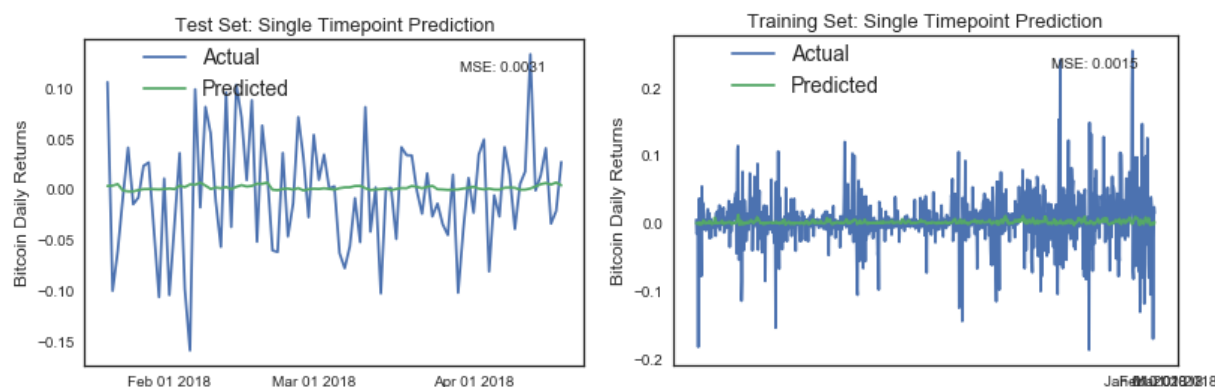 Test Set: Single Timepoint Prediction
Actual
Predicted
MSE: 0.0031
Bitcoin Daily Returns
0.10
0.05
0.00
−0.05
−0.10
−0.15
Feb 01 2018
Mar 01 2018
Apr 01 2018
Training Set: Single Timepoint Prediction
Actual
Predicted
MSE: 0.0015
Bitcoin Daily Returns
0.2
0.1
0.0
−0.1
−0.2